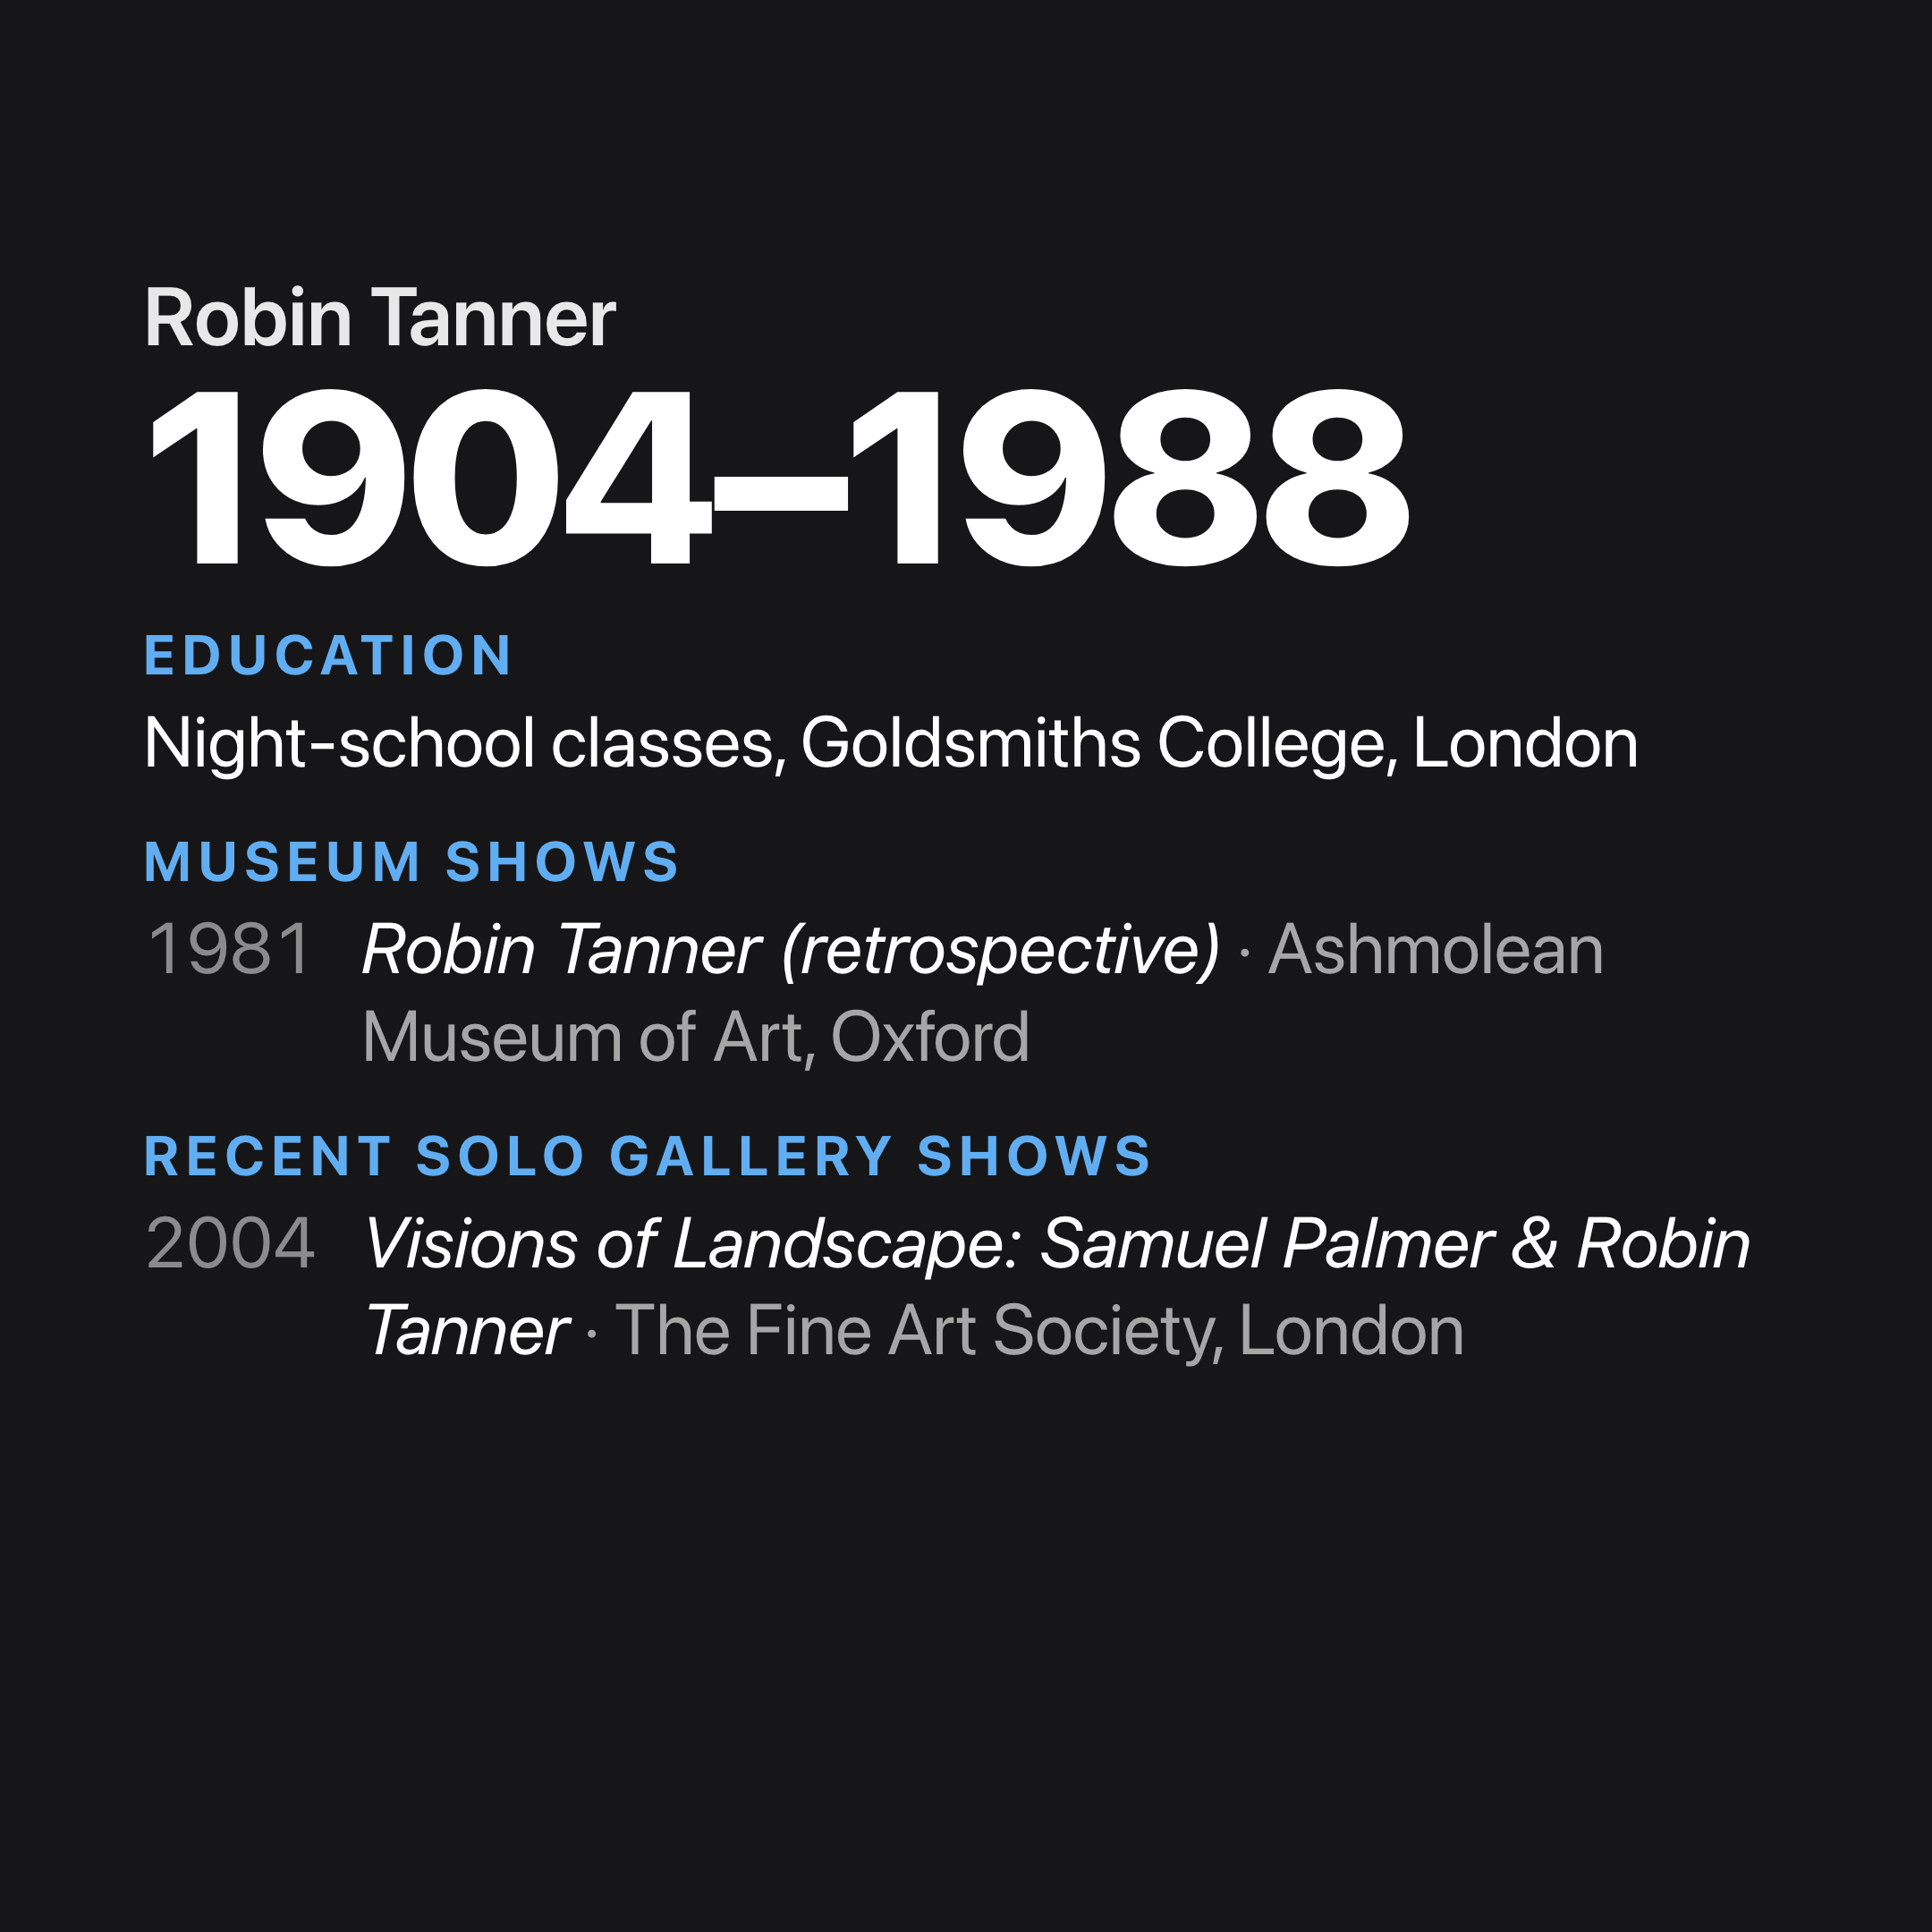 Robin Tanner
1904–1988
EDUCATION
Night-school classes, Goldsmiths College, London
MUSEUM SHOWS
1981 Robin Tanner (retrospective) · Ashmolean
Museum of Art, Oxford
RECENT SOLO GALLERY SHOWS
2004 Visions of Landscape: Samuel Palmer & Robin
Tanner · The Fine Art Society, London